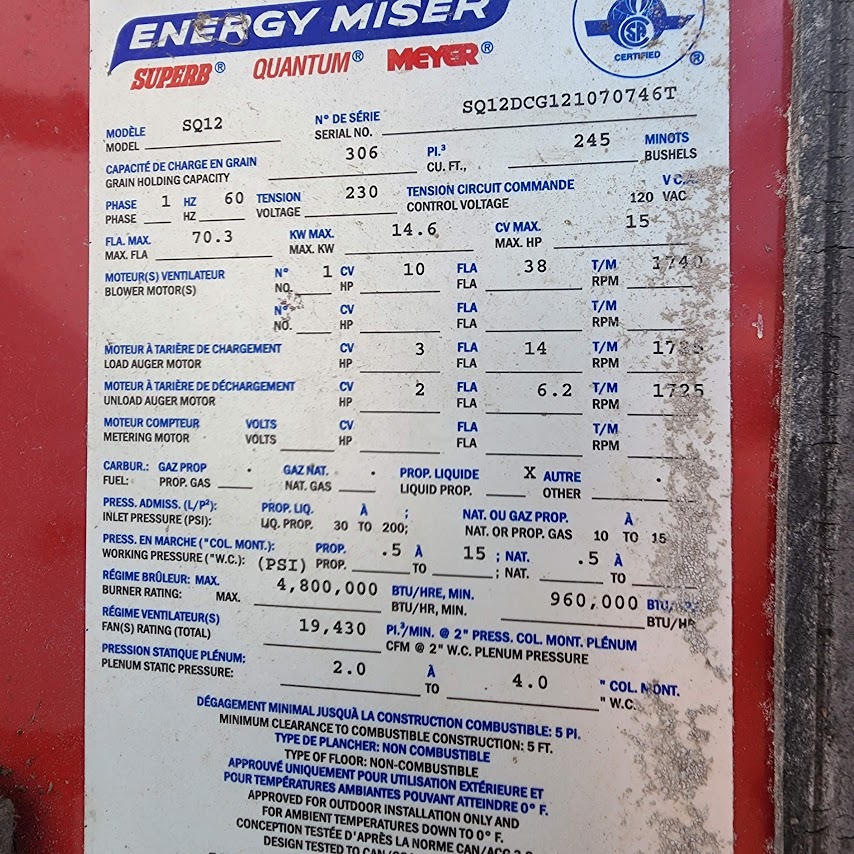 ENERGY MISER®
SUPERB® QUANTUM® MEYER®
CSA
CERTIFIED ®
MODÈLE SQ12 N° DE SÉRIE SQ12DCG121070746T
MODEL SERIAL NO.
CAPACITÉ DE CHARGE EN GRAIN 306 PI.³ 245 MINOTS
GRAIN HOLDING CAPACITY CU. FT., BUSHELS
PHASE 1 HZ 60 TENSION 230 TENSION CIRCUIT COMMANDE V C.A.
PHASE HZ VOLTAGE CONTROL VOLTAGE 120 VAC
FLA. MAX. 70.3 KW MAX. 14.6 CV MAX. 15
MAX. FLA MAX. KW MAX. HP
MOTEUR(S) VENTILATEUR N° 1 CV 10 FLA 38 T/M 1740
BLOWER MOTOR(S) NO. HP FLA RPM
N° CV FLA T/M
NO. HP FLA RPM
MOTEUR À TARIÈRE DE CHARGEMENT CV 3 FLA 14 T/M
LOAD AUGER MOTOR HP FLA RPM
MOTEUR À TARIÈRE DE DÉCHARGEMENT CV 2 FLA 6.2 T/M 1725
UNLOAD AUGER MOTOR HP FLA RPM
MOTEUR COMPTEUR VOLTS CV FLA T/M
METERING MOTOR VOLTS HP FLA RPM
CARBUR.: GAZ PROP . GAZ NAT. . PROP. LIQUIDE X AUTRE .
FUEL: PROP. GAS NAT. GAS LIQUID PROP. OTHER
PRESS. ADMISS. (L/P²): PROP. LIQ. À ; NAT. OU GAZ PROP. À
INLET PRESSURE (PSI): LIQ. PROP. 30 TO 200; NAT. OR PROP. GAS 10 TO 15
PRESS. EN MARCHE ("COL. MONT.): PROP. .5 À 15 ; NAT. .5 À
WORKING PRESSURE ("W.C.): (PSI) PROP. TO ; NAT. TO
RÉGIME BRÛLEUR: MAX. 4,800,000 BTU/HRE, MIN. 960,000
BURNER RATING: MAX. BTU/HR, MIN. BTU/HR
RÉGIME VENTILATEUR(S) 19,430 PI.³/MIN. @ 2" PRESS. COL. MONT. PLÉNUM
FAN(S) RATING (TOTAL) CFM @ 2" W.C. PLENUM PRESSURE
PRESSION STATIQUE PLÉNUM: 2.0 À 4.0 " COL. MONT.
PLENUM STATIC PRESSURE: TO " W.C.
DÉGAGEMENT MINIMAL JUSQUÀ LA CONSTRUCTION COMBUSTIBLE: 5 PI.
MINIMUM CLEARANCE TO COMBUSTIBLE CONSTRUCTION: 5 FT.
TYPE DE PLANCHER: NON COMBUSTIBLE
TYPE OF FLOOR: NON-COMBUSTIBLE
APPROUVÉ UNIQUEMENT POUR UTILISATION EXTÉRIEURE ET
POUR TEMPÉRATURES AMBIANTES POUVANT ATTEINDRE 0° F.
APPROVED FOR OUTDOOR INSTALLATION ONLY AND
FOR AMBIENT TEMPERATURES DOWN TO 0° F.
CONCEPTION TESTÉE D'APRÈS LA NORME CAN/
DESIGN TESTED TO